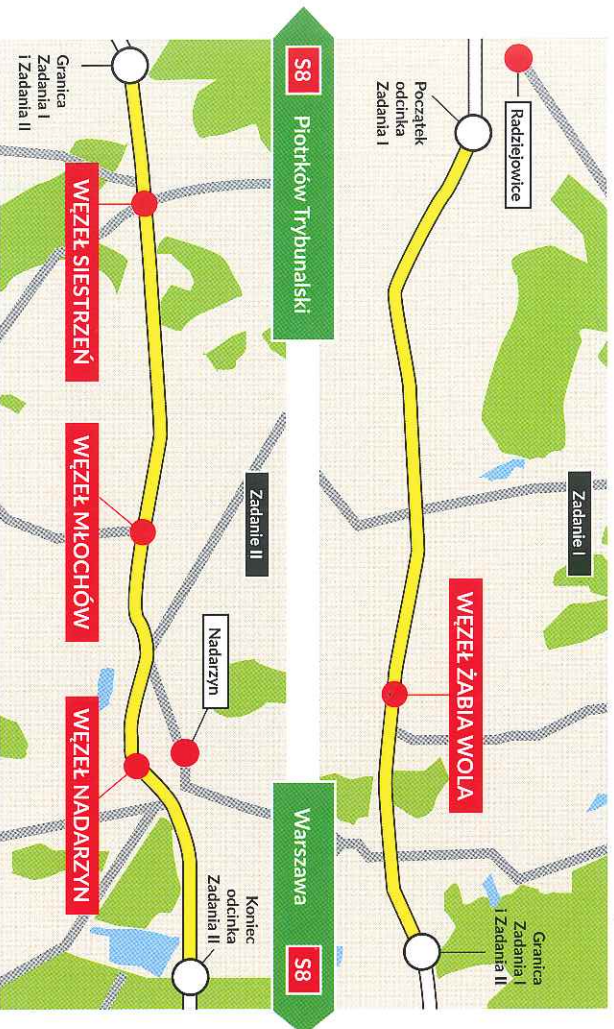 Radziejowice
Początek
odcinka
Zadania I
Zadanie I
WĘZEŁ ŻABIA WOLA
Granica
Zadania I
i Zadania II
S8 Piotrków Trybunalski
Warszawa S8
Zadanie II
Nadarzyn
Koniec
odcinka
Zadania II
Granica
Zadania I
i Zadania II
WĘZEŁ SIESTRZEŃ
WĘZEŁ MŁOCHÓW
WĘZEŁ NADARZYN